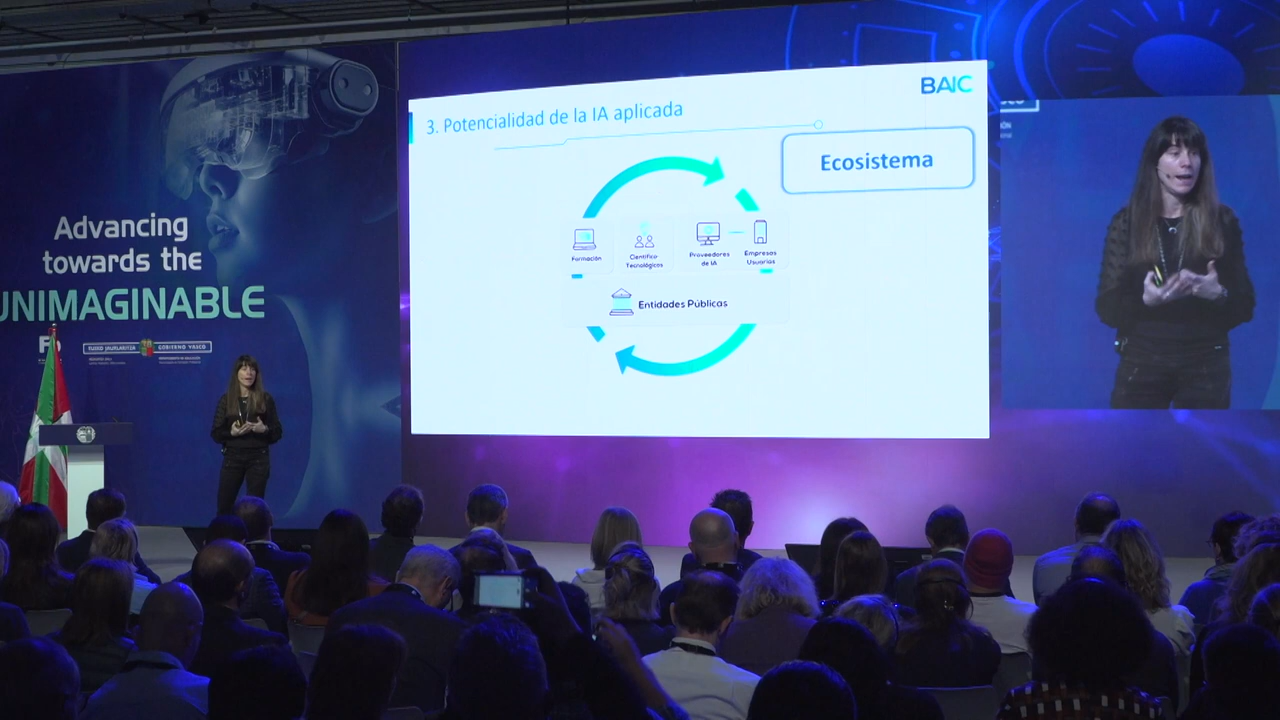 Advancing
towards the
UNIMAGINABLE
EUSKO JAURLARITZA
GOBIERNO VASCO
BAIC
3. Potencialidad de la IA aplicada
Ecosistema
Formación
Científico
Tecnológicos
Proveedores
de IA
Empresas
Usuarias
Entidades Públicas